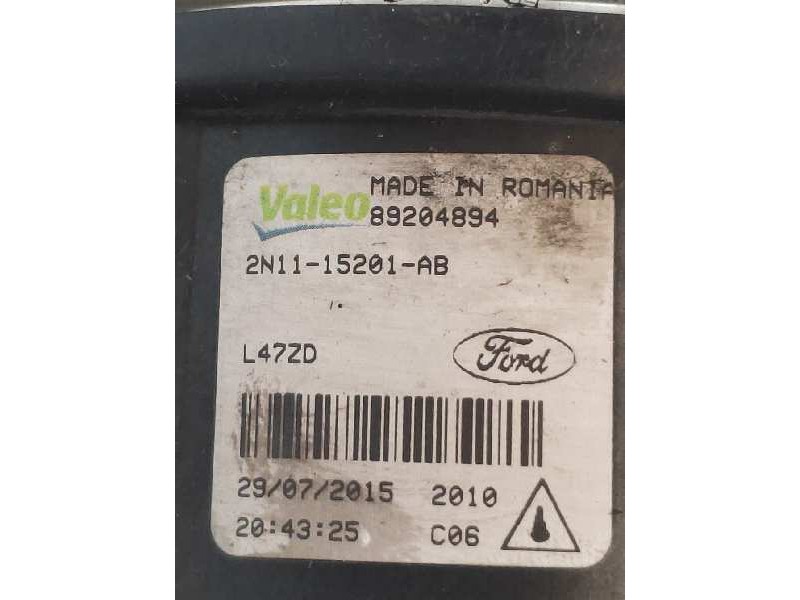 Valeo MADE IN ROMANIA
89204894
2N11-15201-AB
L47ZD Ford
29/07/2015 2010
20:43:25 C06